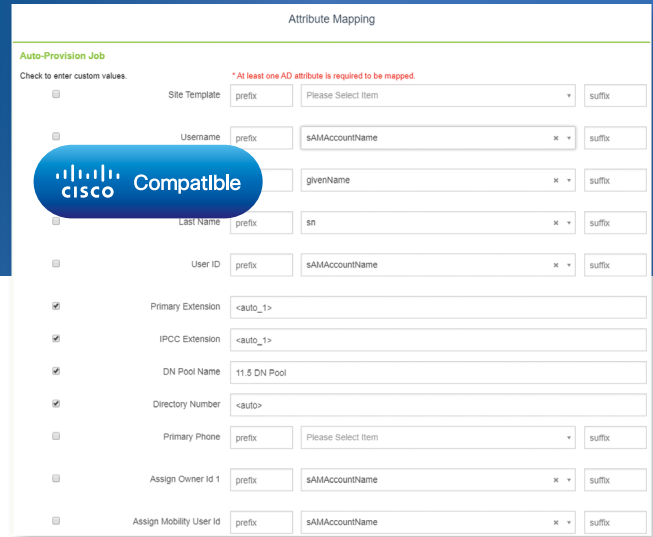 Attribute Mapping
Auto-Provision Job
Check to enter custom values. * At least one AD attribute is required to be mapped.
Site Template prefix Please Select Item suffix
Username prefix sAMAccountName suffix
CISCO Compatible givenName suffix
Last Name prefix sn suffix
User ID prefix sAMAccountName suffix
Primary Extension <auto_1>
IPCC Extension <auto_1>
DN Pool Name 11.5 DN Pool
Directory Number <auto>
Primary Phone prefix Please Select Item suffix
Assign Owner Id 1 prefix sAMAccountName suffix
Assign Mobility User Id prefix sAMAccountName suffix